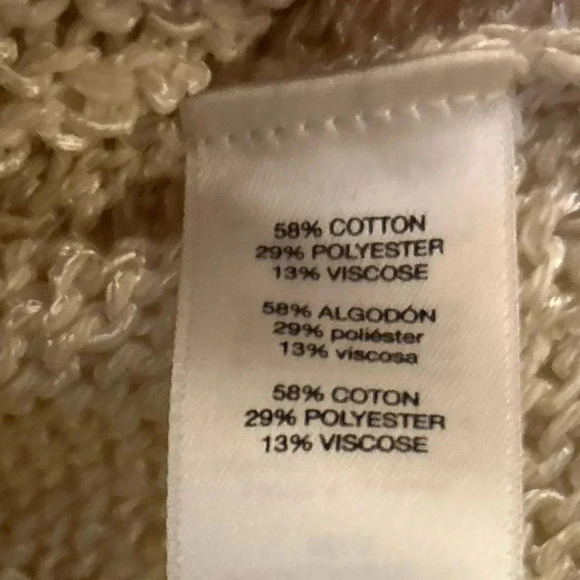 58% COTTON
29% POLYESTER
13% VISCOSE
58% ALGODÓN
29% poliéster
13% viscosa
58% COTON
29% POLYESTER
13% VISCOSE